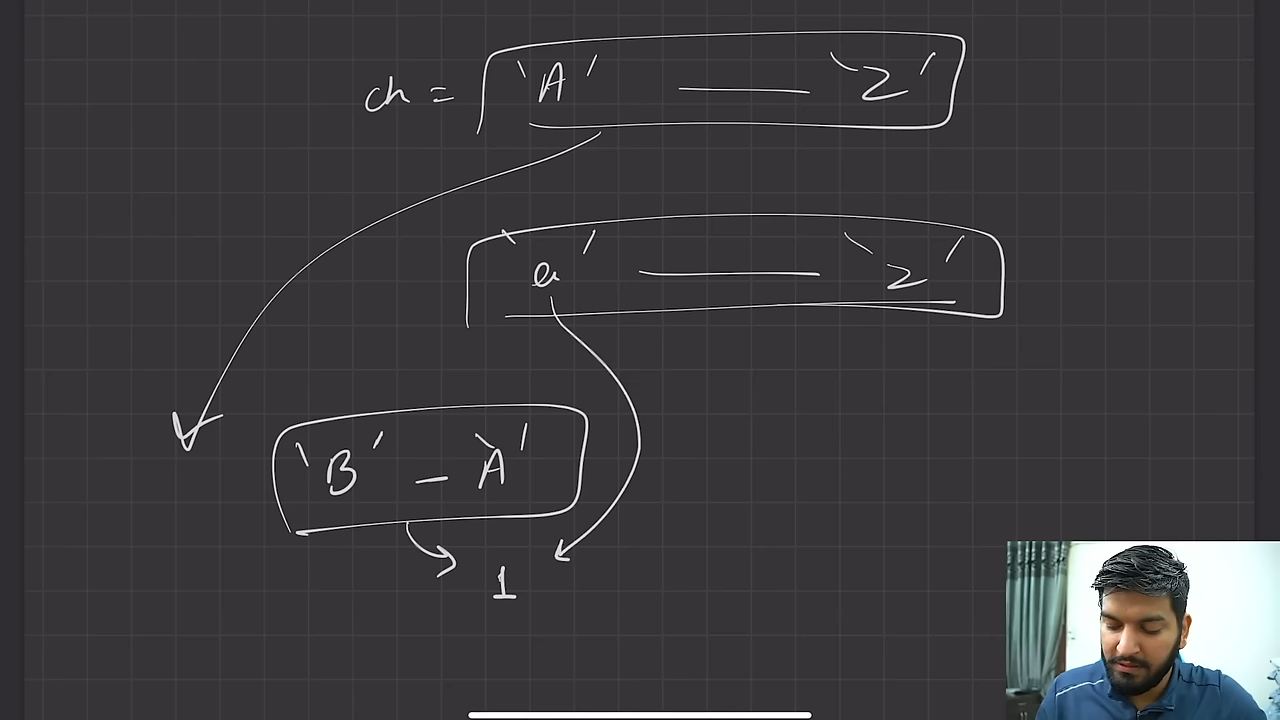 ch = 'A' — 'Z'
'a' — 'z'
'B' - 'A'
1